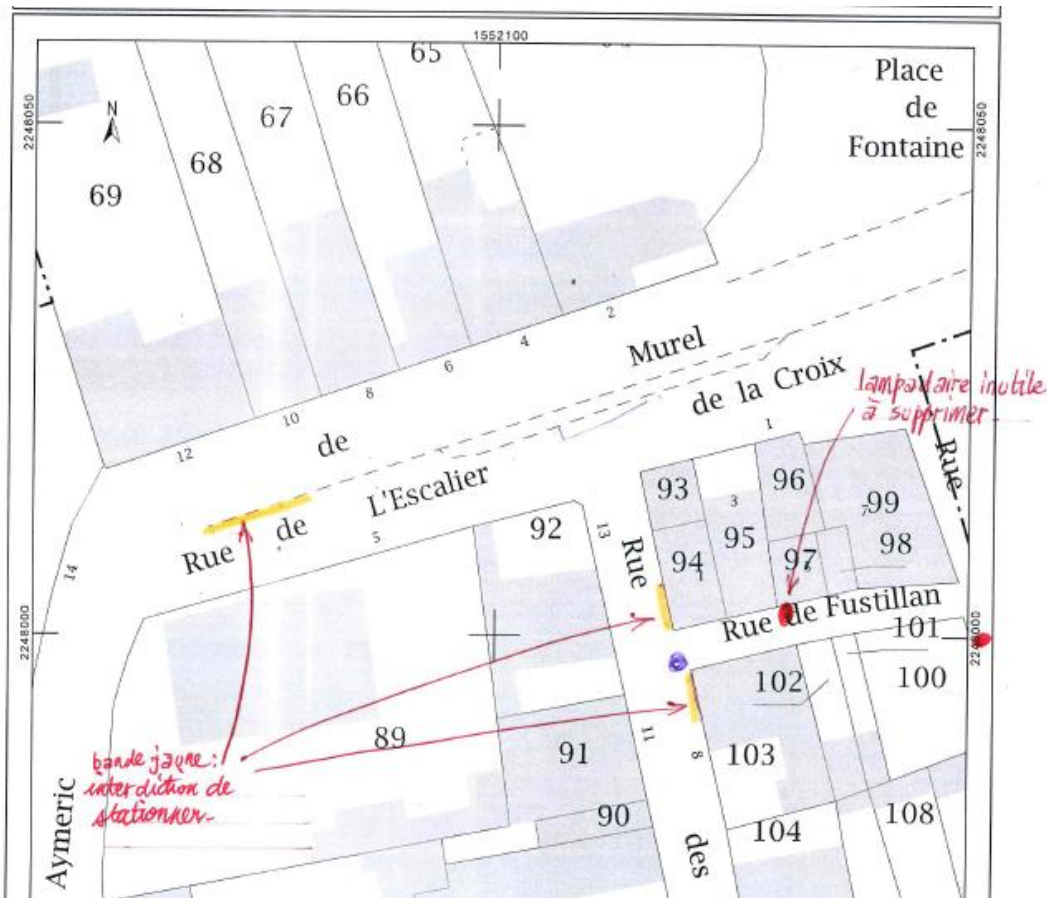 1552100
65
Place
de
Fontaine
2248050
2248050
N
66
67
68
69
2
4
6
8
10
12
14
Murel
de
de la Croix
L'Escalier
de
Rue
lampadaire inutile
à supprimer
Rue
1
3
5
13
93
96
99
7
92
95
94
97
98
Rue
Rue de Fustillan
101
100
2248000
2248000
102
89
91
11
8
103
bande jaune:
interdiction de
stationner
90
104
108
des
Aymeric